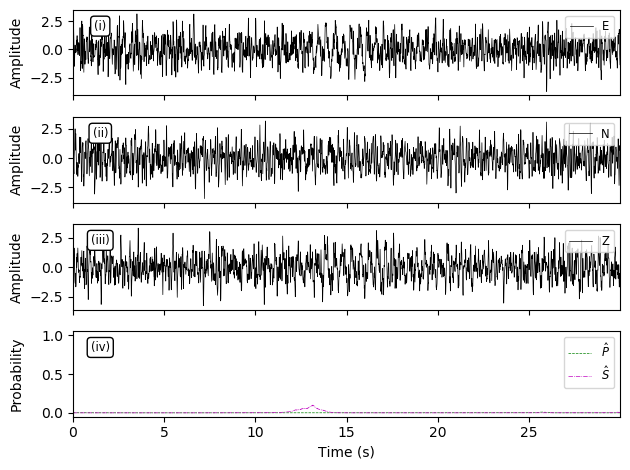 2.5
0.0
−2.5
Amplitude
(i)
E
2.5
0.0
−2.5
Amplitude
(ii)
N
2.5
0.0
−2.5
Amplitude
(iii)
Z
1.0
0.5
0.0
Probability
(iv)
P̂
Ŝ
0 5 10 15 20 25
Time (s)